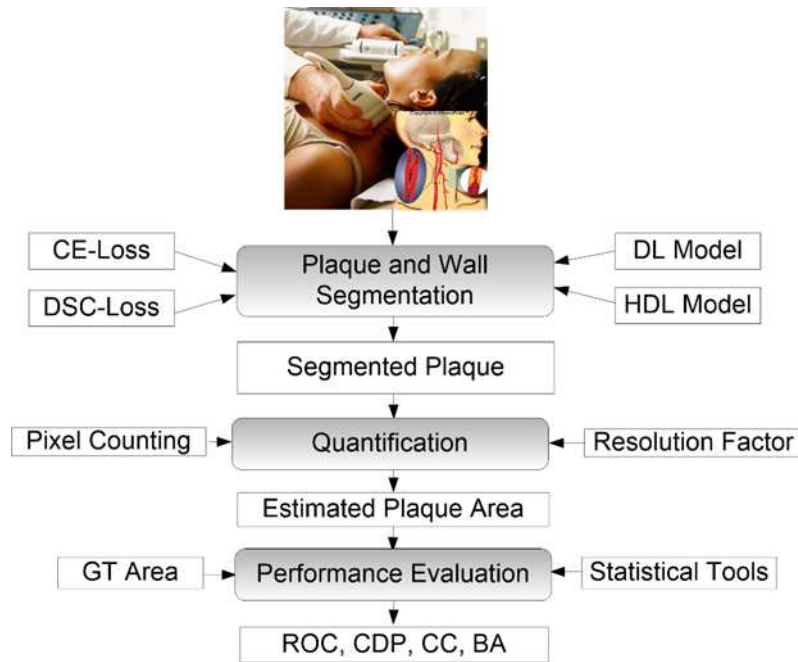 CE-Loss
DSC-Loss
Plaque and Wall
Segmentation
DL Model
HDL Model
Segmented Plaque
Pixel Counting
Quantification
Resolution Factor
Estimated Plaque Area
GT Area
Performance Evaluation
Statistical Tools
ROC, CDP, CC, BA